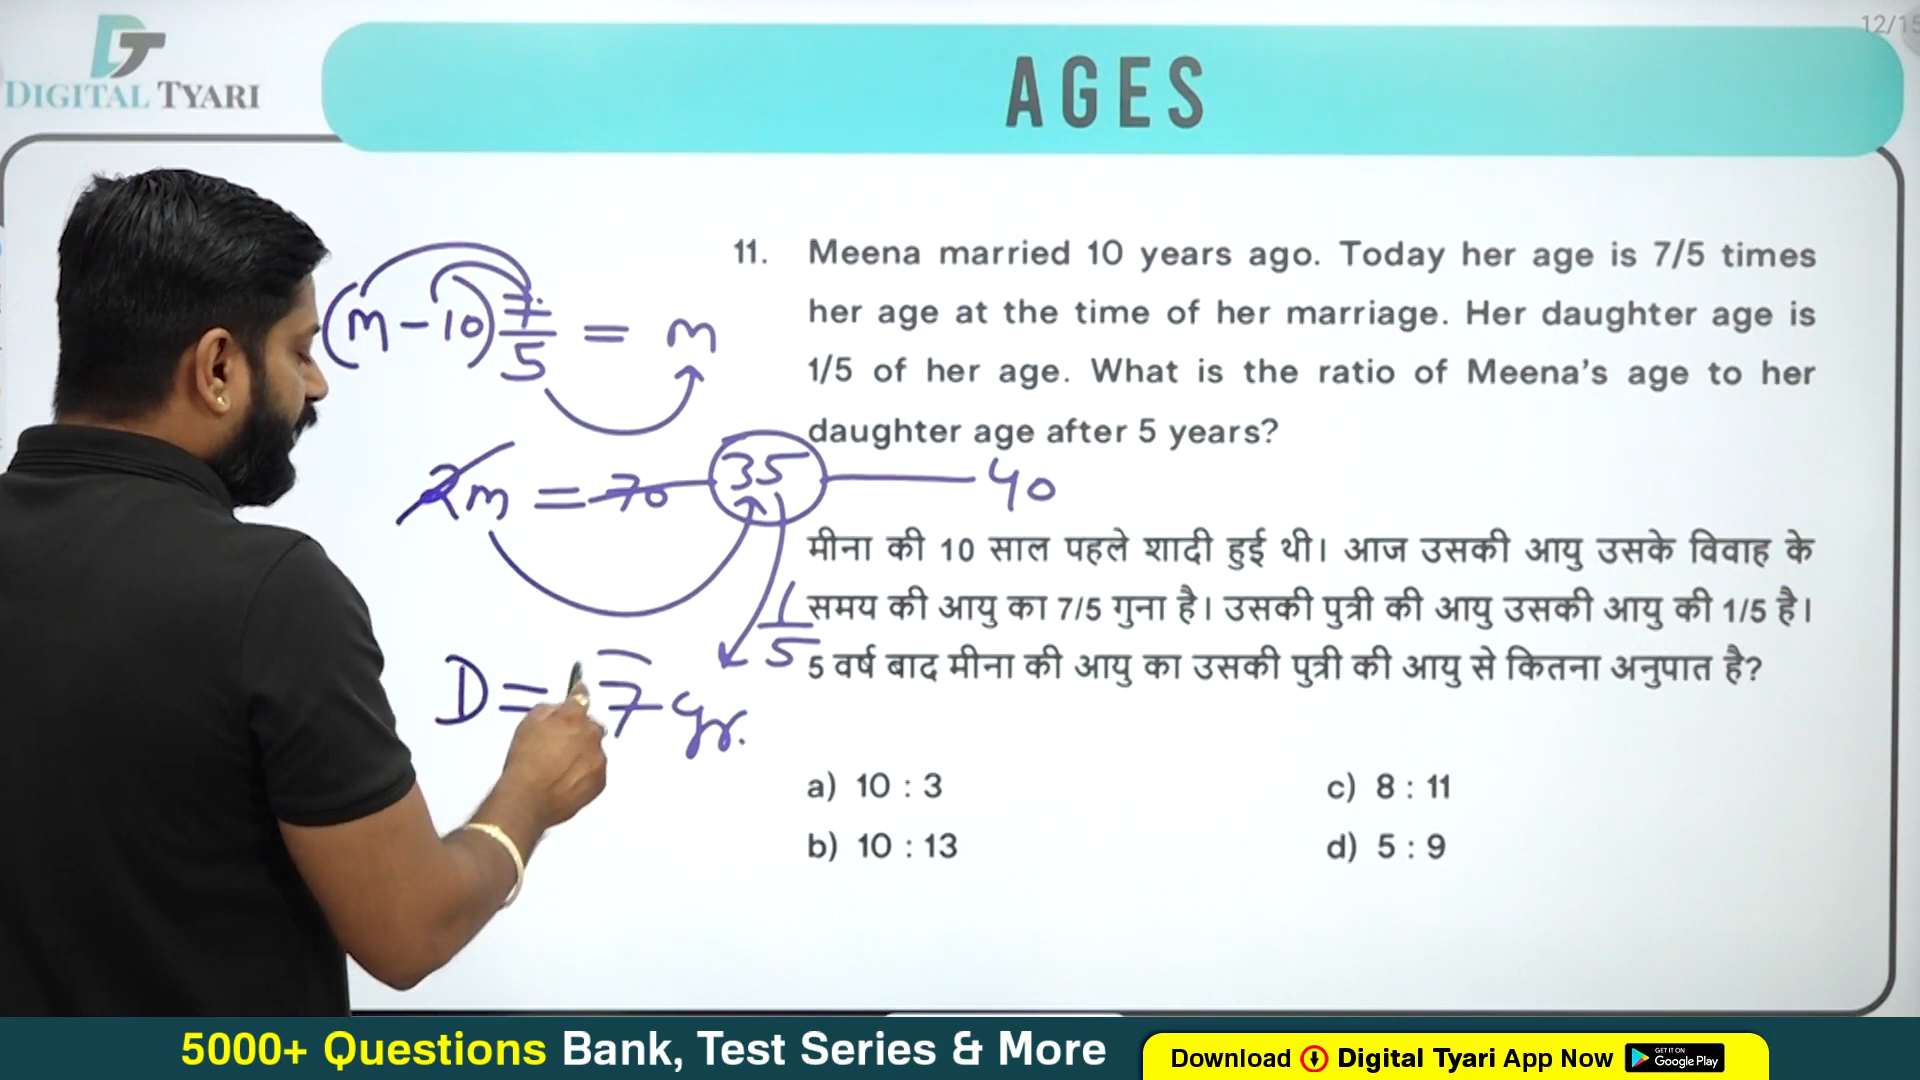 12/15
DIGITAL TYARI
AGES
11. Meena married 10 years ago. Today her age is 7/5 times
her age at the time of her marriage. Her daughter age is
1/5 of her age. What is the ratio of Meena's age to her
daughter age after 5 years?
(m - 10) 7/5 = m
2m = 70 35 40
मीना की 10 साल पहले शादी हुई थी। आज उसकी आयु उसके विवाह के
समय की आयु का 7/5 गुना है। उसकी पुत्री की आयु उसकी आयु की 1/5 है।
5 वर्ष बाद मीना की आयु का उसकी पुत्री की आयु से कितना अनुपात है?
1/5
D = 7 yr.
a) 10 : 3
c) 8 : 11
b) 10 : 13
d) 5 : 9
5000+ Questions Bank, Test Series & More
Download Digital Tyari App Now
GET IT ON
Google Play